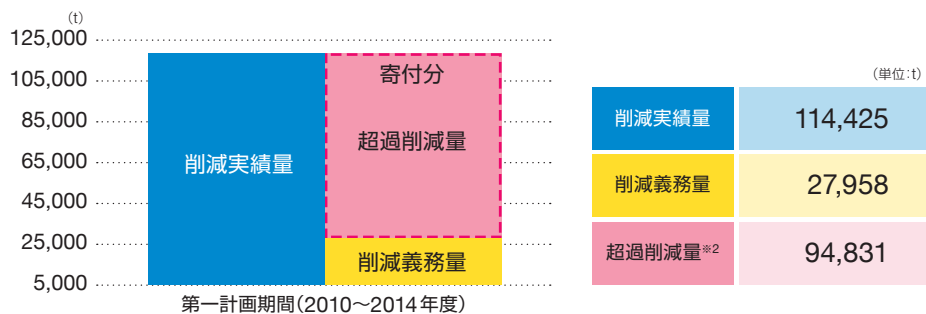 (t)
125,000
105,000
85,000
65,000
45,000
25,000
5,000
寄付分
超過削減量
削減実績量
削減義務量
第一計画期間(2010〜2014年度)
(単位:t)
削減実績量 114,425
削減義務量 27,958
超過削減量※2 94,831